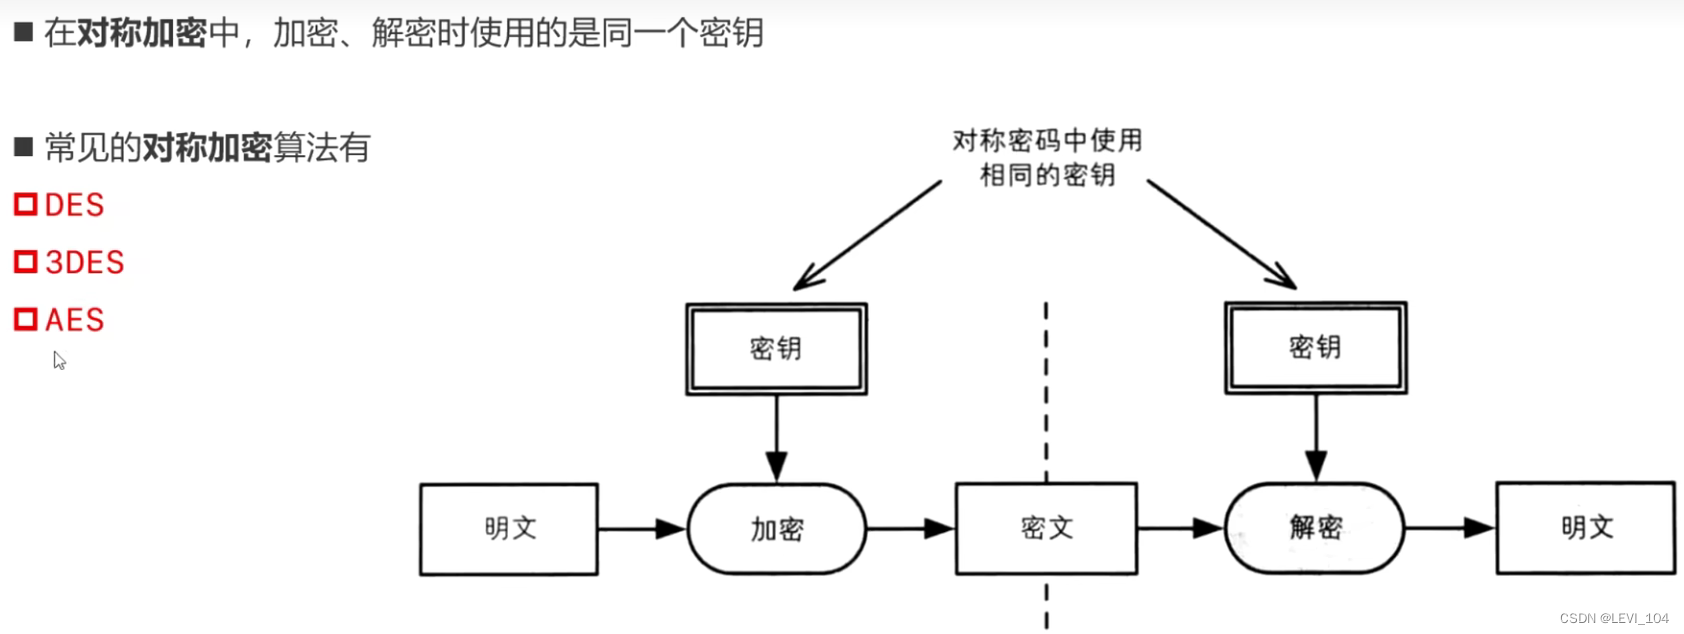 ■ 在对称加密中，加密、解密时使用的是同一个密钥
■ 常见的对称加密算法有
DES
3DES
AES
对称密码中使用
相同的密钥
密钥
密钥
明文
加密
密文
解密
明文
CSDN @LEVI_104